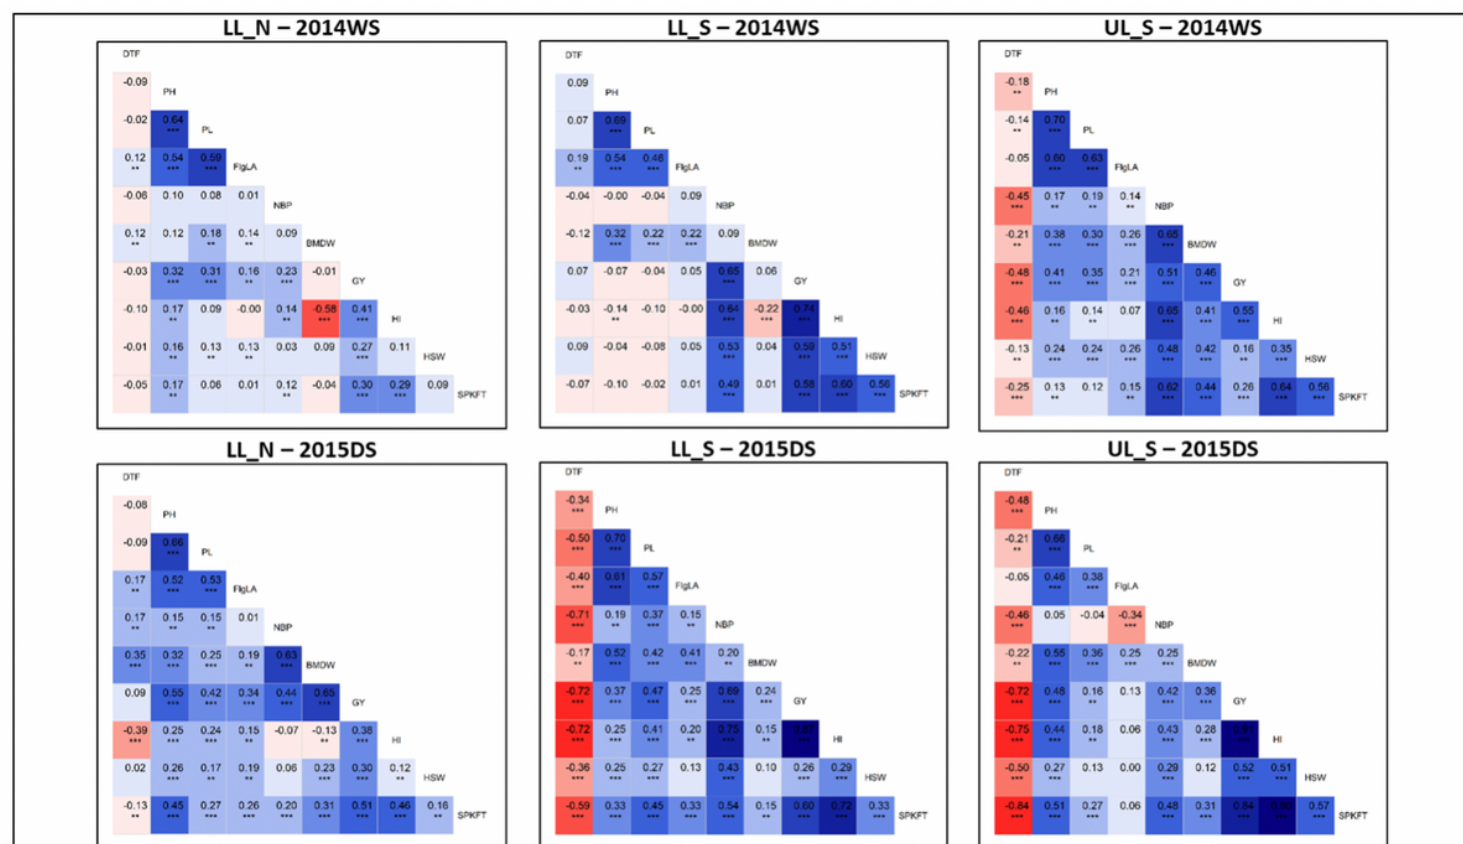 LL_N – 2014WS
DTF
-0.09
PH
-0.02 0.64
***
PL
0.12 0.54 0.59
** *** ***
FlgLA
-0.06 0.10 0.08 0.01
NBP
0.12 0.12 0.18 0.14 0.09
** ** **
BMDW
-0.03 0.32 0.31 0.16 0.23 -0.01
*** *** ** ***
GY
-0.10 0.17 0.09 -0.00 0.14 -0.58 0.41
** ** *** ***
HI
-0.01 0.16 0.13 0.13 0.03 0.09 0.27 0.11
** ** ** ***
HSW
-0.05 0.17 0.06 0.01 0.12 -0.04 0.30 0.29 0.09
** ** *** ***
SPKFT
LL_S – 2014WS
DTF
0.09
PH
0.07 0.69
***
PL
0.19 0.54 0.46
** *** ***
FlgLA
-0.04 -0.00 -0.04 0.09
NBP
-0.12 0.32 0.22 0.22 0.09
*** *** ***
BMDW
0.07 -0.07 -0.04 0.05 0.65 0.06
***
GY
-0.03 -0.14 -0.10 -0.00 0.64 -0.22 0.74
** *** *** ***
HI
0.09 -0.04 -0.08 0.05 0.53 0.04 0.59 0.51
*** *** ***
HSW
-0.07 -0.10 -0.02 0.01 0.49 0.01 0.58 0.60 0.56
*** *** *** ***
SPKFT
UL_S – 2014WS
DTF
-0.18
**
PH
-0.14 0.70
** ***
PL
-0.05 0.60 0.63
*** ***
FlgLA
-0.45 0.17 0.19 0.14
*** ** ** **
NBP
-0.21 0.38 0.30 0.26 0.65
** *** *** *** ***
BMDW
-0.48 0.41 0.35 0.21 0.51 0.46
*** *** *** *** *** ***
GY
-0.46 0.16 0.14 0.07 0.65 0.41 0.55
*** ** ** *** *** ***
HI
-0.13 0.24 0.24 0.26 0.48 0.42 0.16 0.35
** *** *** *** *** *** ** ***
HSW
-0.25 0.13 0.12 0.15 0.62 0.44 0.26 0.64 0.56
*** ** ** *** *** *** *** ***
SPKFT
LL_N – 2015DS
DTF
-0.08
PH
-0.09 0.66
***
PL
0.17 0.52 0.53
** *** ***
FlgLA
0.17 0.15 0.15 0.01
** ** **
NBP
0.35 0.32 0.25 0.19 0.63
*** *** *** ** ***
BMDW
0.09 0.55 0.42 0.34 0.44 0.65
*** *** *** *** ***
GY
-0.39 0.25 0.24 0.15 -0.07 -0.13 0.38
*** *** *** ** ** ***
HI
0.02 0.26 0.17 0.19 0.06 0.23 0.30 0.12
*** ** ** *** *** **
HSW
-0.13 0.45 0.27 0.26 0.20 0.31 0.51 0.46 0.16
** *** *** *** *** *** *** *** **
SPKFT
LL_S – 2015DS
DTF
-0.34
***
PH
-0.50 0.70
*** ***
PL
-0.40 0.61 0.57
*** *** ***
FlgLA
-0.71 0.19 0.37 0.15
*** ** *** **
NBP
-0.17 0.52 0.42 0.41 0.20
** *** *** *** **
BMDW
-0.72 0.37 0.47 0.25 0.69 0.24
*** *** *** *** *** ***
GY
-0.72 0.25 0.41 0.20 0.75 0.15
*** *** *** ** *** **
HI
-0.36 0.25 0.27 0.13 0.43 0.10 0.26 0.29
*** *** *** *** *** ***
HSW
-0.59 0.33 0.45 0.33 0.54 0.15 0.60 0.72 0.33
*** *** *** *** *** ** *** *** ***
SPKFT
UL_S – 2015DS
DTF
-0.48
***
PH
-0.21 0.66
** ***
PL
-0.05 0.46 0.38
*** ***
FlgLA
-0.46 0.05 -0.04 -0.34
*** ***
NBP
-0.22 0.55 0.36 0.25 0.25
** *** *** *** ***
BMDW
-0.72 0.48 0.16 0.13 0.42 0.36
*** *** ** *** ***
GY
-0.75 0.44 0.18 0.06 0.43 0.28
*** *** ** *** ***
HI
-0.50 0.27 0.13 0.00 0.29 0.12 0.52 0.51
*** *** *** *** ***
HSW
-0.84 0.51 0.27 0.06 0.48 0.31 0.84 0.90 0.57
*** *** *** *** *** *** *** ***
SPKFT